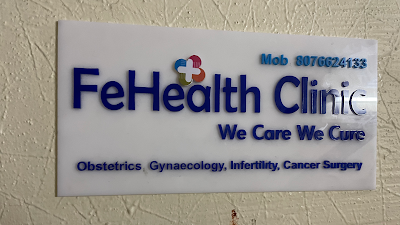 Mob 8076624133
FeHealth Clinic
We Care We Cure
Obstetrics, Gynaecology, Infertility, Cancer Surgery